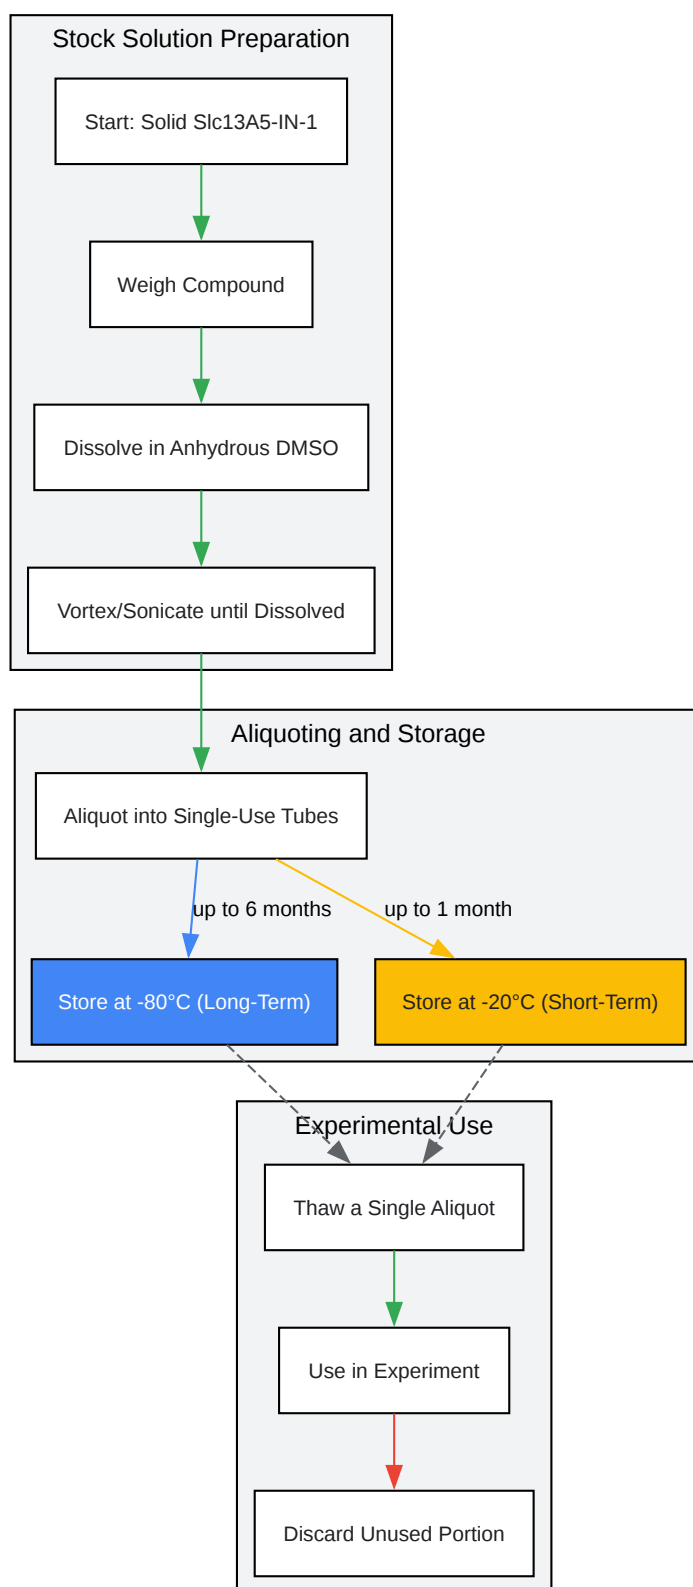 Stock Solution Preparation
Start: Solid Slc13A5-IN-1
Weigh Compound
Dissolve in Anhydrous DMSO
Vortex/Sonicate until Dissolved
Aliquoting and Storage
Aliquot into Single-Use Tubes
up to 6 months
up to 1 month
Store at -80°C (Long-Term)
Store at -20°C (Short-Term)
Experimental Use
Thaw a Single Aliquot
Use in Experiment
Discard Unused Portion